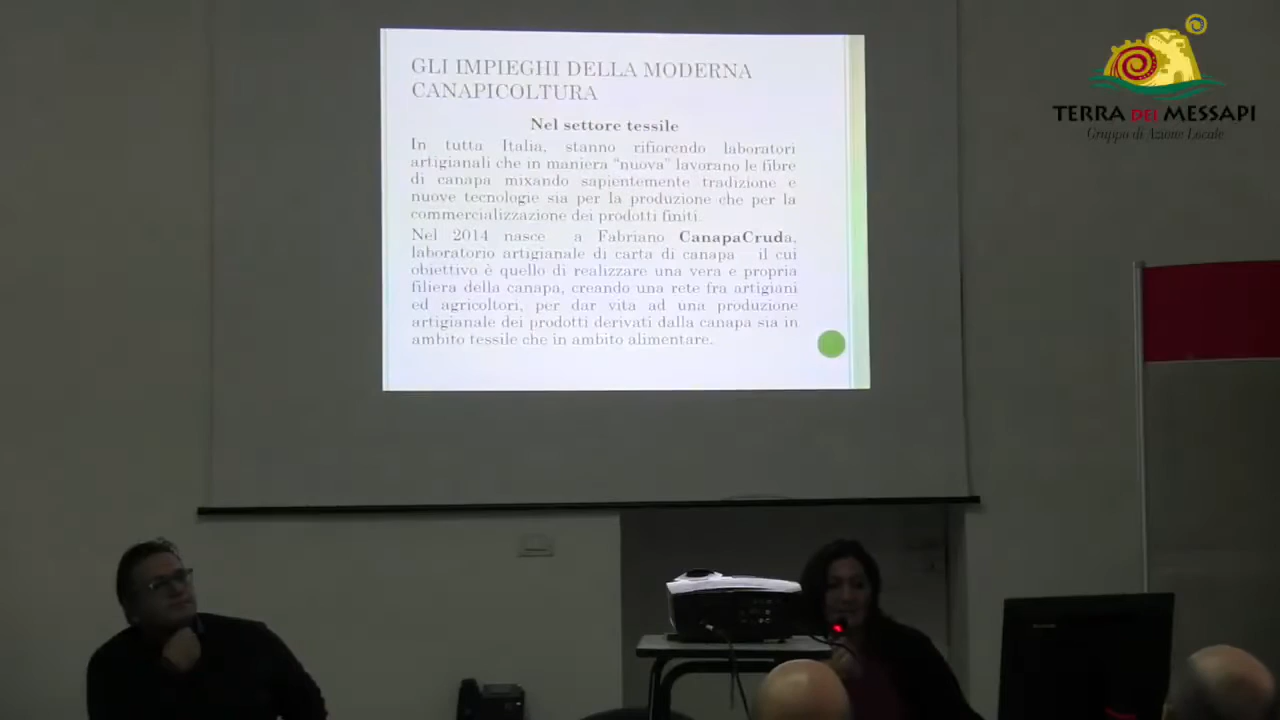 GLI IMPIEGHI DELLA MODERNA
CANAPICOLTURA
Nel settore tessile
In tutta Italia, stanno rifiorendo laboratori
artigianali che in maniera “nuova” lavorano le fibre
di canapa mixando sapientemente tradizione e
nuove tecnologie sia per la produzione che per la
commercializzazione dei prodotti finiti.
Nel 2014 nasce a Fabriano CanapaCruda,
laboratorio artigianale di carta di canapa il cui
obiettivo è quello di realizzare una vera e propria
filiera della canapa, creando una rete fra artigiani
ed agricoltori, per dar vita ad una produzione
artigianale dei prodotti derivati dalla canapa sia in
ambito tessile che in ambito alimentare.
TERRA DEI MESSAPI
Gruppo di Azione Locale